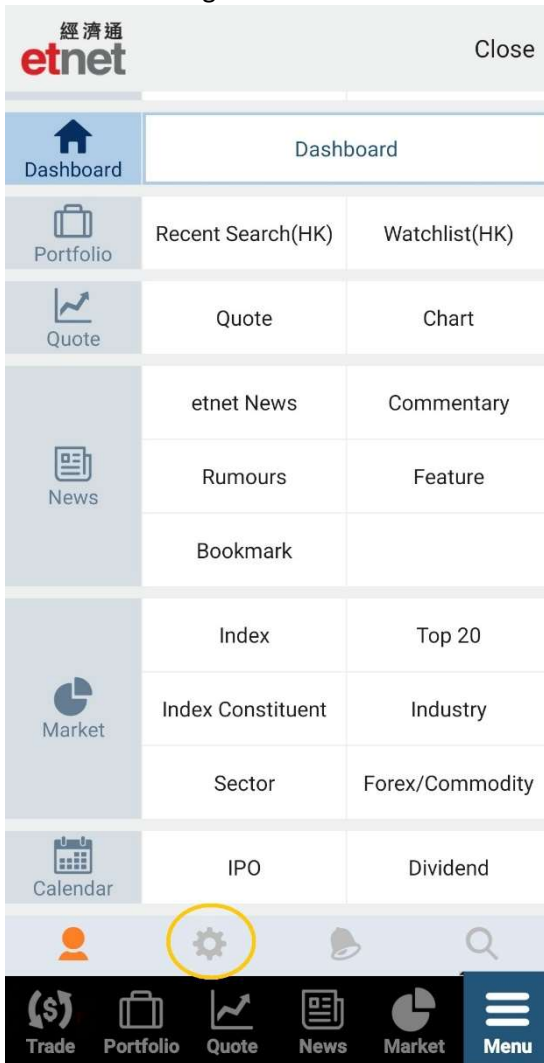 經濟通
etnet
Close
Dashboard
Dashboard
Portfolio
Recent Search(HK)
Watchlist(HK)
Quote
Quote
Chart
News
etnet News
Commentary
Rumours
Feature
Bookmark
Market
Index
Top 20
Index Constituent
Industry
Sector
Forex/Commodity
Calendar
IPO
Dividend
Trade
Portfolio
Quote
News
Market
Menu